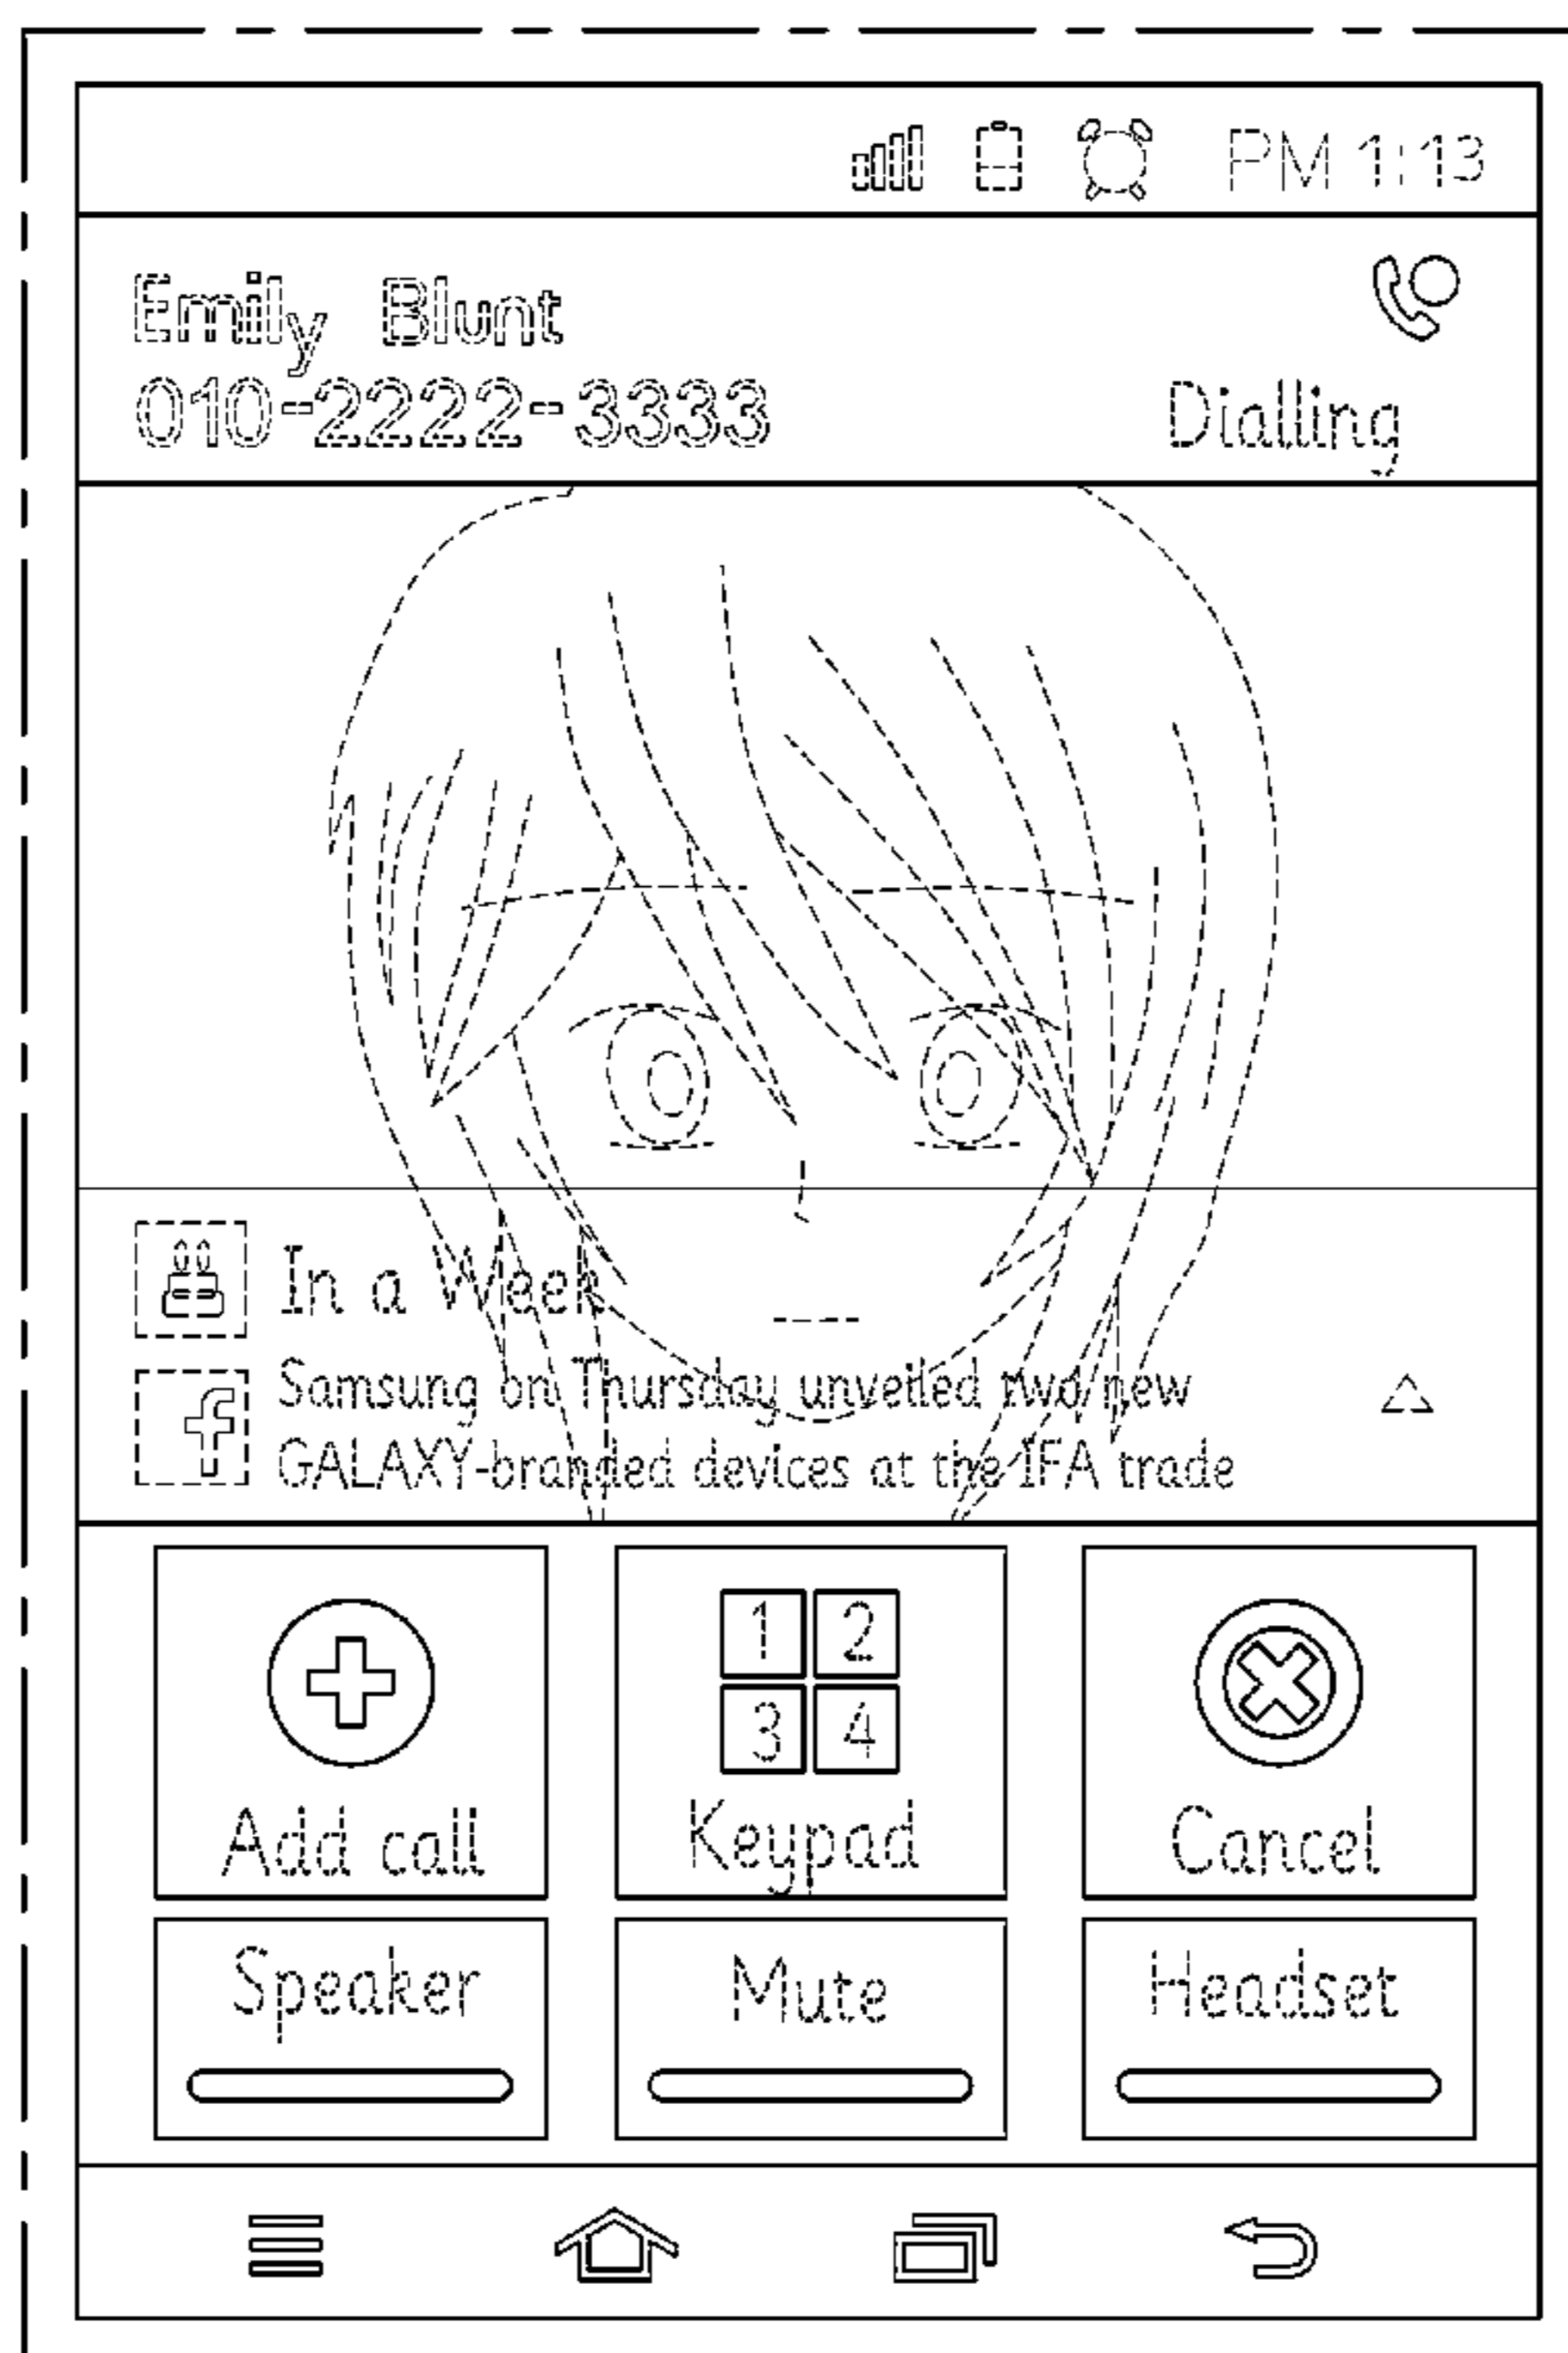 PM 1:13
Emily Blunt
010-2222-3333
Dialling
In a Week
f
Samsung on Thursday unveiled two new
GALAXY-branded devices at the IFA trade
1 2
3 4
Add call
Keypad
Cancel
Speaker
Mute
Headset